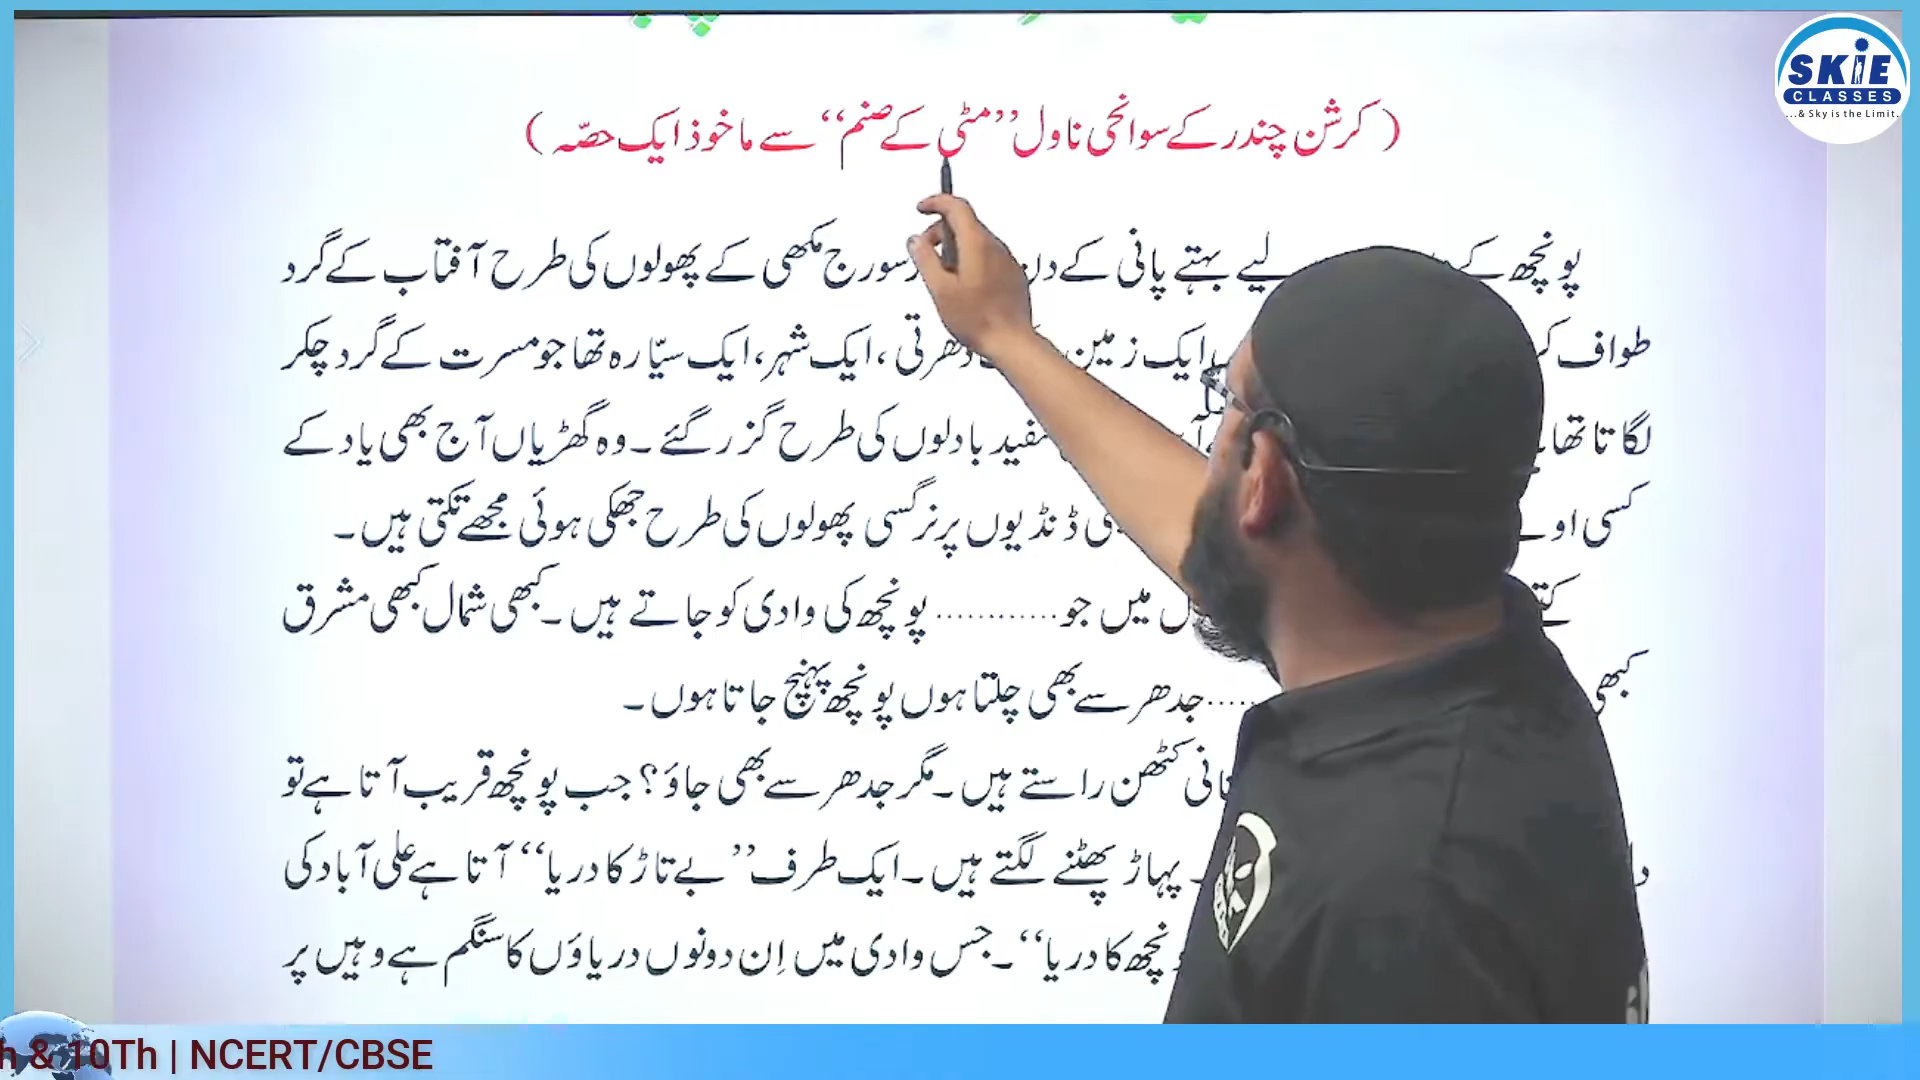 SKiE
CLASSES
...& Sky is the Limit.
(کرشن چندر کے سوانحی ناول ’’مٹی کے صنم‘‘ سے ماخوذ ایک حصّہ)
پونچھ کے لیے بہتے پانی کے دن سورج مکھی کے پھولوں کی طرح آفتاب کے گرد
طواف ایک زمین دھرتی، ایک شہر، ایک سیّارہ تھا جو مسرت کے گرد چکر
لگاتا تھا۔ سفید بادلوں کی طرح گزر گئے۔ وہ گھڑیاں آج بھی یاد کے
کسی ڈنڈیوں پر نرگسی پھولوں کی طرح جھکی ہوئی مجھے تکتی ہیں۔
میں جو............ پونچھ کی وادی کو جاتے ہیں۔ کبھی شمال کبھی مشرق
کبھی ..... جدھر سے بھی چلتا ہوں پونچھ پہنچ جاتا ہوں۔
کٹھن راستے ہیں۔ مگر جدھر سے بھی جاؤ؟ جب پونچھ قریب آتا ہے تو
پہاڑ پھٹنے لگتے ہیں۔ ایک طرف ’’بے تاڑ کا دریا‘‘ آتا ہے علی آباد کی
پونچھ کا دریا‘‘۔ جس وادی میں اِن دونوں دریاؤں کا سنگم ہے وہیں پر
h & 10Th | NCERT/CBSE